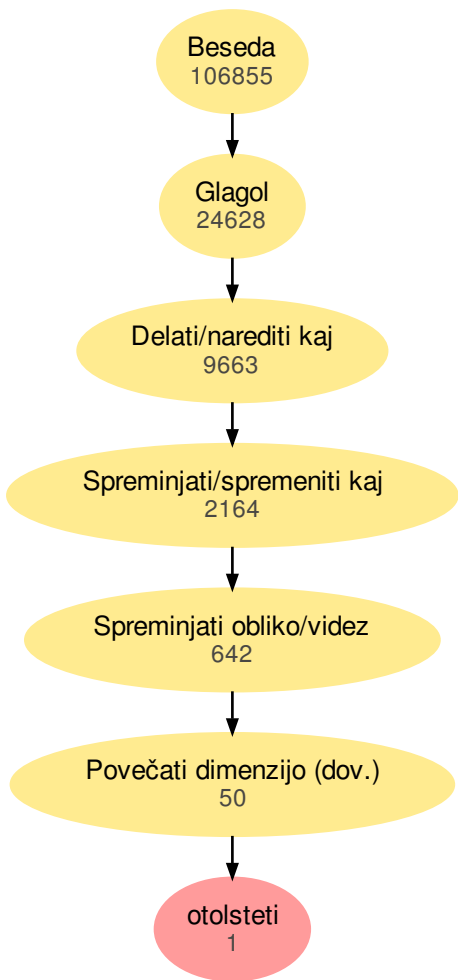 Beseda
106855
Glagol
24628
Delati/narediti kaj
9663
Spreminjati/spremeniti kaj
2164
Spreminjati obliko/videz
642
Povečati dimenzijo (dov.)
50
otolsteti
1